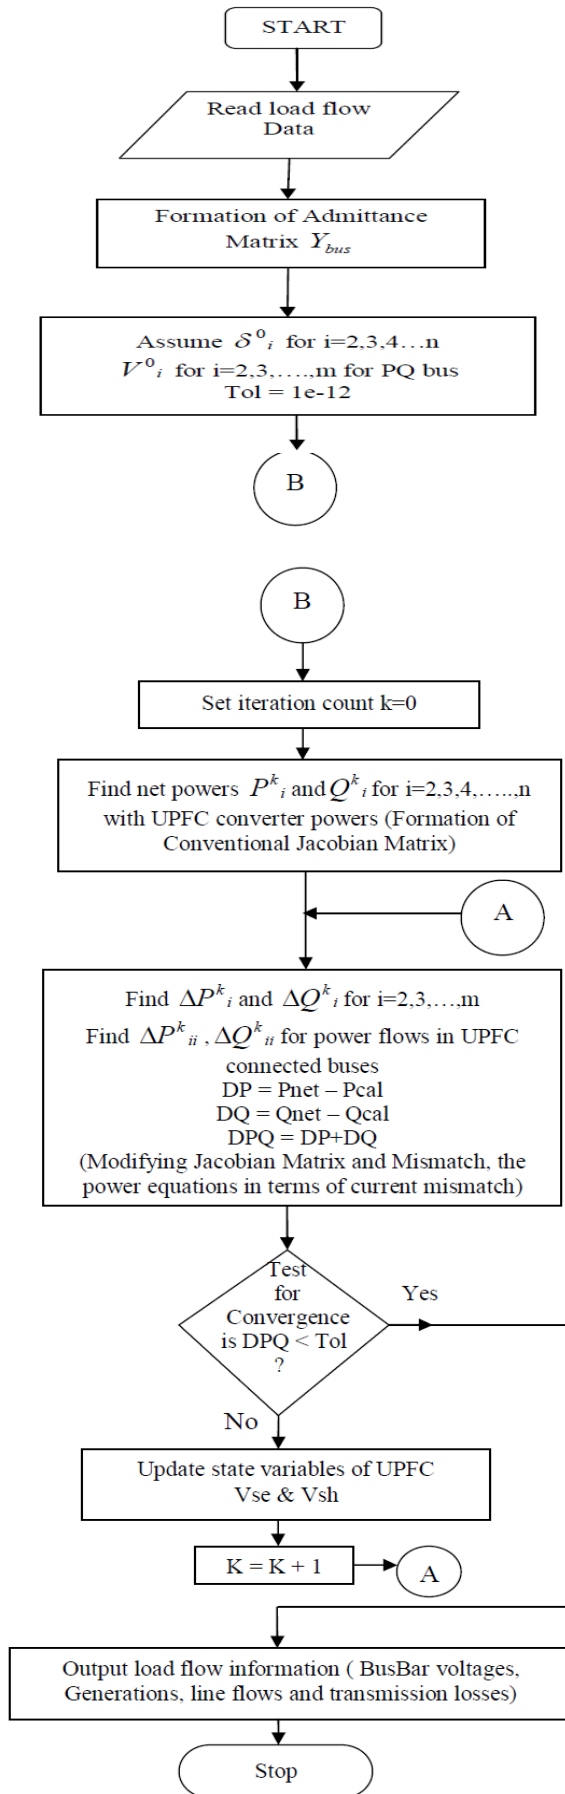 START
Read load flow
Data
Formation of Admittance
Matrix Y_bus
Assume δ⁰ᵢ for i=2,3,4…n
V⁰ᵢ for i=2,3,….,m for PQ bus
Tol = 1e-12
B
B
Set iteration count k=0
Find net powers Pᵏᵢ and Qᵏᵢ for i=2,3,4,…..,n
with UPFC converter powers (Formation of
Conventional Jacobian Matrix)
A
Find ΔPᵏᵢ and ΔQᵏᵢ for i=2,3,…,m
Find ΔPᵏᵢᵢ , ΔQᵏᵢᵢ for power flows in UPFC
connected buses
DP = Pnet – Pcal
DQ = Qnet – Qcal
DPQ = DP+DQ
(Modifying Jacobian Matrix and Mismatch, the
power equations in terms of current mismatch)
Test
for
Convergence
is DPQ < Tol
?
Yes
No
Update state variables of UPFC
Vse & Vsh
K = K + 1
A
Output load flow information ( BusBar voltages,
Generations, line flows and transmission losses)
Stop